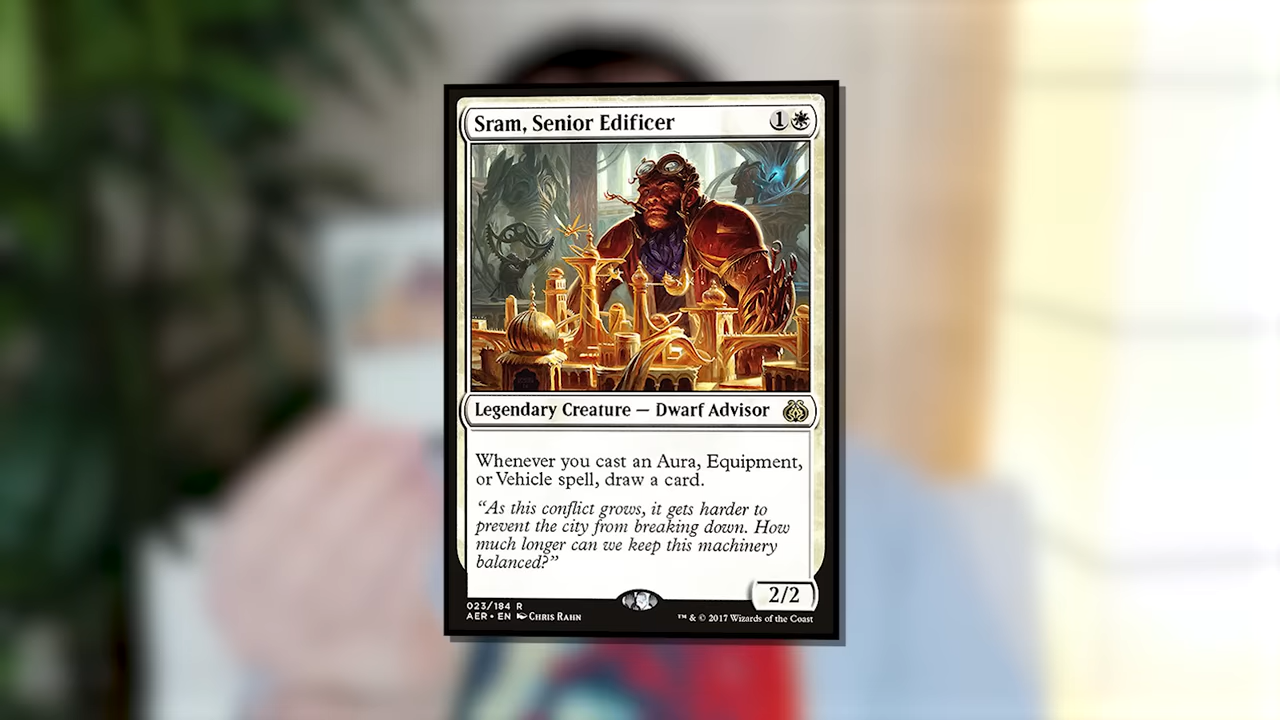 Sram, Senior Edificer 1
Legendary Creature — Dwarf Advisor
Whenever you cast an Aura, Equipment,
or Vehicle spell, draw a card.
“As this conflict grows, it gets harder to
prevent the city from breaking down. How
much longer can we keep this machinery
balanced?”
2/2
023/184 R
AER • EN Chris Rahn
™ & © 2017 Wizards of the Coast